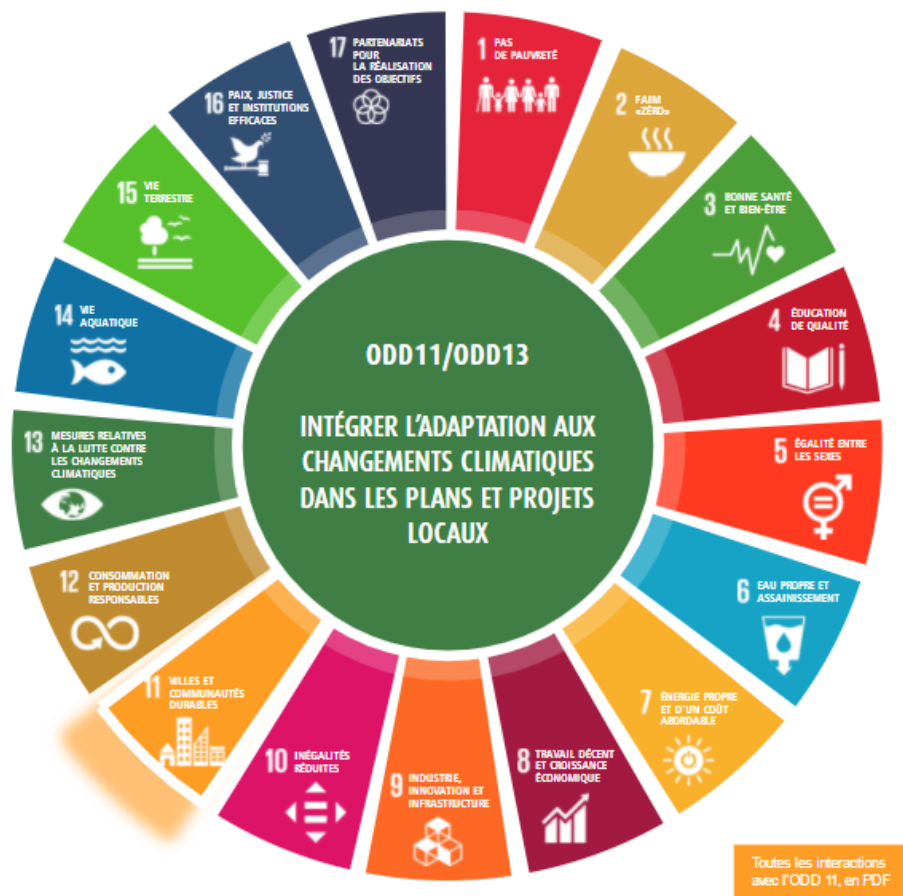 17 PARTENARIATS
POUR
LA RÉALISATION
DES OBJECTIFS
1 PAS
DE PAUVRETÉ
2 FAIM
«ZÉRO»
3 BONNE SANTÉ
ET BIEN-ÊTRE
4 ÉDUCATION
DE QUALITÉ
5 ÉGALITÉ ENTRE
LES SEXES
6 EAU PROPRE ET
ASSAINISSEMENT
7 ÉNERGIE PROPRE
ET D'UN COÛT
ABORDABLE
8 TRAVAIL DÉCENT
ET CROISSANCE
ÉCONOMIQUE
9 INDUSTRIE,
INNOVATION ET
INFRASTRUCTURE
10 INÉGALITÉS
RÉDUITES
11 VILLES ET
COMMUNAUTÉS
DURABLES
12 CONSOMMATION
ET PRODUCTION
RESPONSABLES
13 MESURES RELATIVES
À LA LUTTE CONTRE
LES CHANGEMENTS
CLIMATIQUES
14 VIE
AQUATIQUE
15 VIE
TERRESTRE
16 PAIX, JUSTICE
ET INSTITUTIONS
EFFICACES
ODD11/ODD13
INTÉGRER L'ADAPTATION AUX
CHANGEMENTS CLIMATIQUES
DANS LES PLANS ET PROJETS
LOCAUX
Toutes les interactions
avec l'ODD 11, en PDF